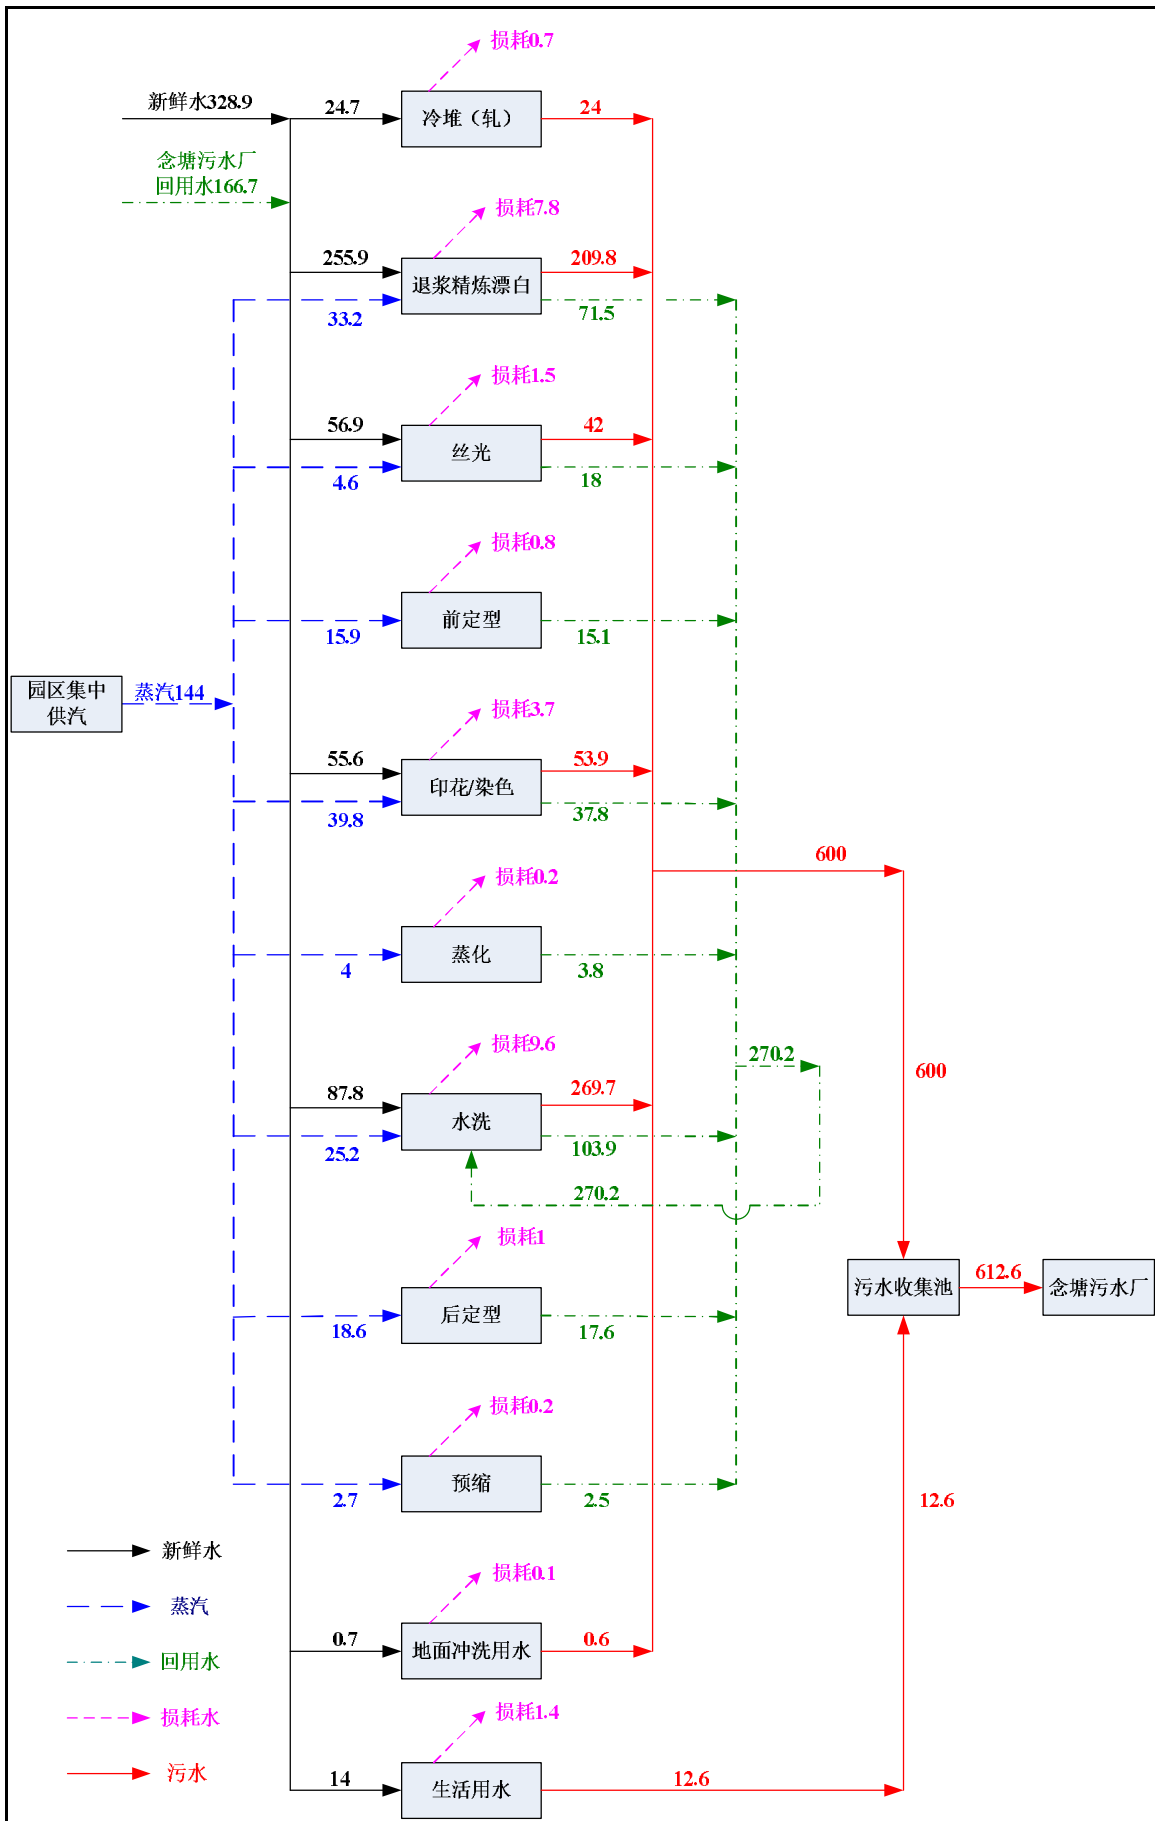 损耗0.7
新鲜水328.9
24.7
冷堆（轧）
24
念塘污水厂
回用水166.7
损耗7.8
255.9
退浆精炼漂白
209.8
33.2
71.5
损耗1.5
56.9
丝光
42
4.6
18
损耗0.8
前定型
15.9
15.1
园区集中
供汽
蒸汽144
损耗3.7
55.6
印花/染色
53.9
39.8
37.8
600
损耗0.2
蒸化
4
3.8
损耗9.6
270.2
600
87.8
水洗
269.7
25.2
103.9
270.2
损耗1
污水收集池
612.6
念塘污水厂
后定型
18.6
17.6
损耗0.2
预缩
2.7
2.5
12.6
新鲜水
损耗0.1
蒸汽
0.7
地面冲洗用水
0.6
回用水
损耗水
损耗1.4
污水
14
生活用水
12.6